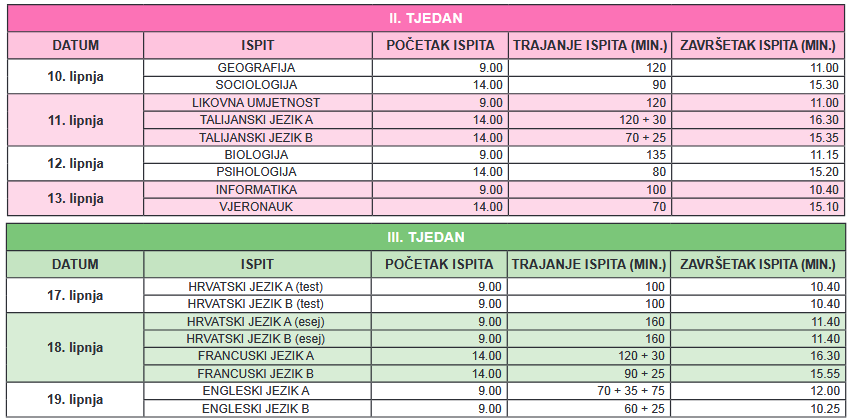 II. TJEDAN
DATUM ISPIT POČETAK ISPITA TRAJANJE ISPITA (MIN.) ZAVRŠETAK ISPITA (MIN.)
10. lipnja GEOGRAFIJA 9.00 120 11.00
SOCIOLOGIJA 14.00 90 15.30
11. lipnja LIKOVNA UMJETNOST 9.00 120 11.00
TALIJANSKI JEZIK A 14.00 120 + 30 16.30
TALIJANSKI JEZIK B 14.00 70 + 25 15.35
12. lipnja BIOLOGIJA 9.00 135 11.15
PSIHOLOGIJA 14.00 80 15.20
13. lipnja INFORMATIKA 9.00 100 10.40
VJERONAUK 14.00 70 15.10
III. TJEDAN
DATUM ISPIT POČETAK ISPITA TRAJANJE ISPITA (MIN.) ZAVRŠETAK ISPITA (MIN.)
17. lipnja HRVATSKI JEZIK A (test) 9.00 100 10.40
HRVATSKI JEZIK B (test) 9.00 100 10.40
18. lipnja HRVATSKI JEZIK A (esej) 9.00 160 11.40
HRVATSKI JEZIK B (esej) 9.00 160 11.40
FRANCUSKI JEZIK A 14.00 120 + 30 16.30
FRANCUSKI JEZIK B 14.00 90 + 25 15.55
19. lipnja ENGLESKI JEZIK A 9.00 70 + 35 + 75 12.00
ENGLESKI JEZIK B 9.00 60 + 25 10.25